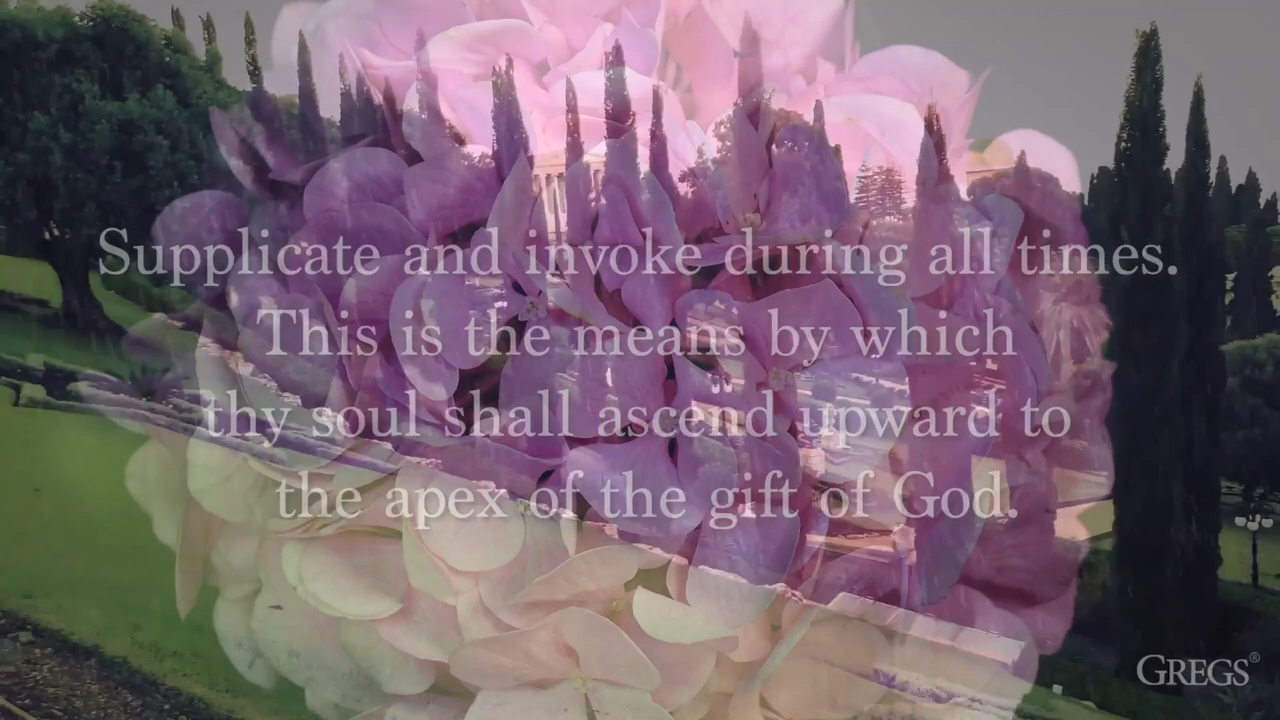 Supplicate and invoke during all times.
This is the means by which
thy soul shall ascend upward to
the apex of the gift of God.
GREGS®